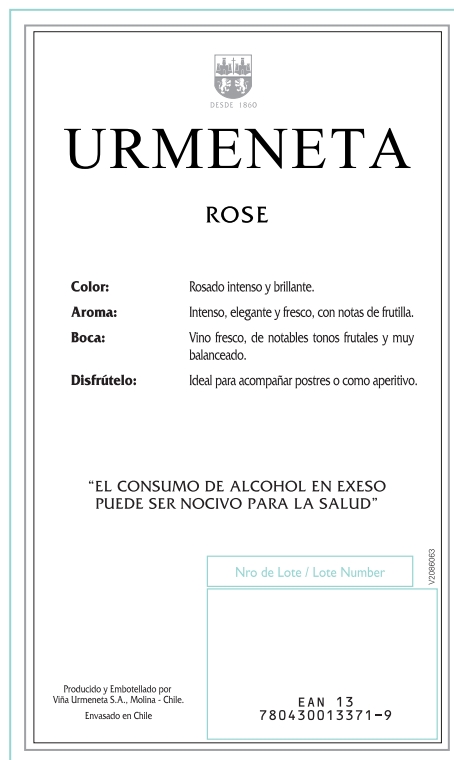 DESDE 1860
URMENETA
ROSE
Color: Rosado intenso y brillante.
Aroma: Intenso, elegante y fresco, con notas de frutilla.
Boca: Vino fresco, de notables tonos frutales y muy
balanceado.
Disfrútelo: Ideal para acompañar postres o como aperitivo.
“EL CONSUMO DE ALCOHOL EN EXESO
PUEDE SER NOCIVO PARA LA SALUD”
V2086063
Nro de Lote / Lote Number
Producido y Embotellado por
Viña Urmeneta S.A., Molina - Chile.
Envasado en Chile
EAN 13
780430013371-9